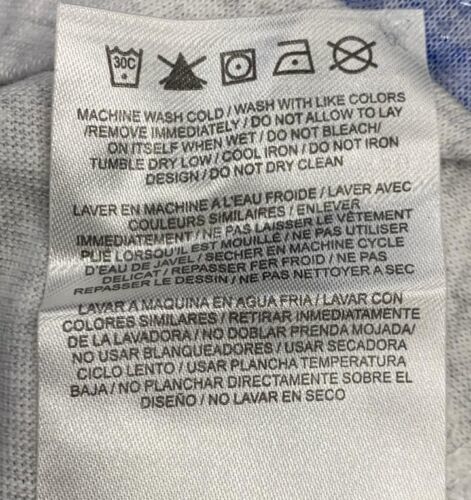 30C
MACHINE WASH COLD / WASH WITH LIKE COLORS
/REMOVE IMMEDIATELY / DO NOT ALLOW TO LAY
ON ITSELF WHEN WET / DO NOT BLEACH/
TUMBLE DRY LOW / COOL IRON / DO NOT IRON
DESIGN / DO NOT DRY CLEAN
LAVER EN MACHINE A L'EAU FROIDE / LAVER AVEC
COULEURS SIMILAIRES / ENLEVER
IMMEDIATEMENT / NE PAS LAISSER LE VÊTEMENT
PLIÉ LORSQU'IL EST MOUILLÉ / NE PAS UTILISER
D'EAU DE JAVEL / SECHER EN MACHINE CYCLE
DELICAT / REPASSER FER FROID / NE PAS
REPASSER LE DESSIN / NE PAS NETTOYER A SEC
LAVAR A MAQUINA EN AGUA FRIA / LAVAR CON
COLORES SIMILARES / RETIRAR INMEDIATAMENTE
DE LA LAVADORA / NO DOBLAR PRENDA MOJADA/
NO USAR BLANQUEADORES / USAR SECADORA
CICLO LENTO / USAR PLANCHA TEMPERATURA
BAJA / NO PLANCHAR DIRECTAMENTE SOBRE EL
DISEÑO / NO LAVAR EN SECO